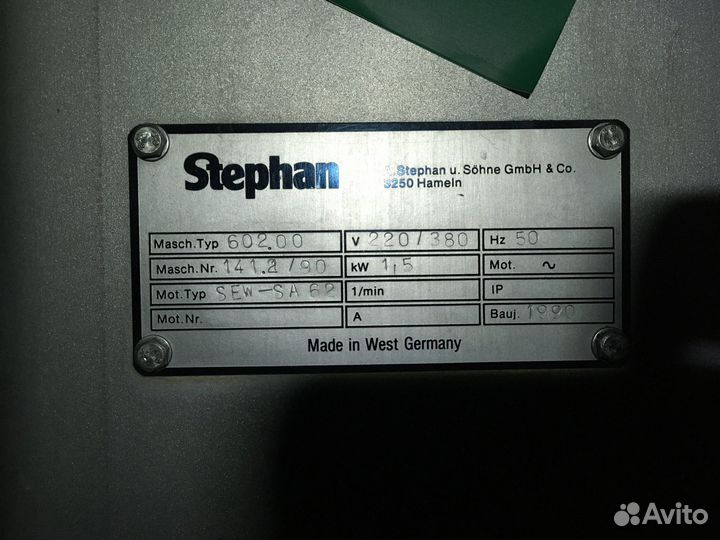 Stephan
Stephan u. Söhne GmbH & Co.
3250 Hameln
Masch.Typ 602.00 V 220/380 Hz 50
Masch.Nr. 141.2/90 kW 1,5 Mot. ~
Mot.Typ SEW-SA 62 1/min IP
Mot.Nr. A Bauj. 1990
Made in West Germany
Avito